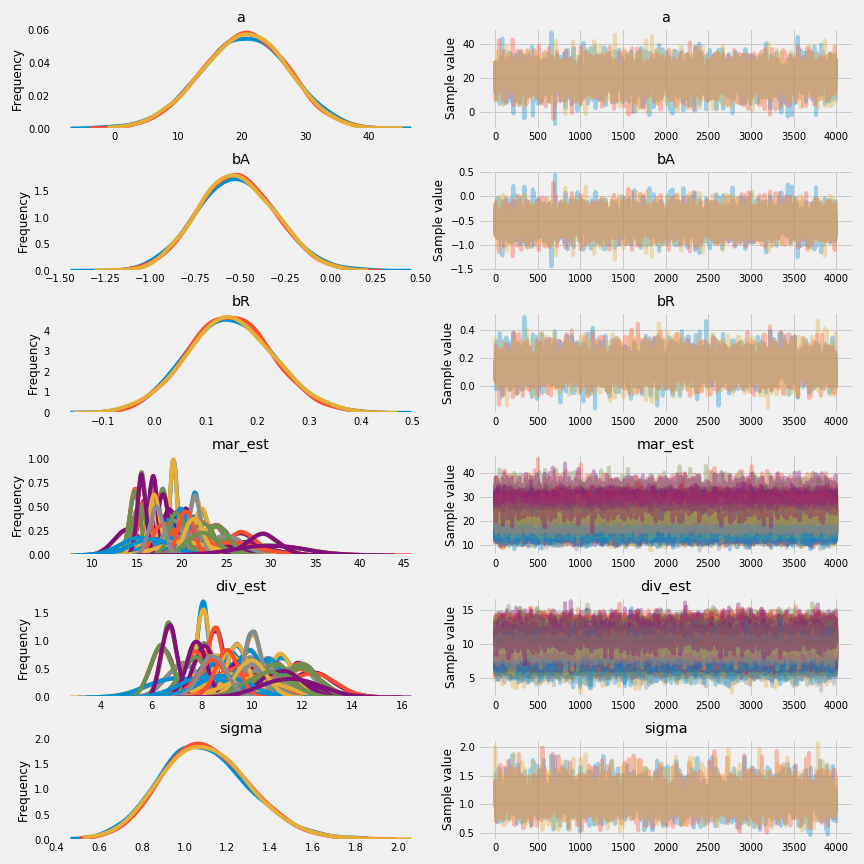 a
Frequency
0.06
0.04
0.02
0.00
0 10 20 30 40
a
Sample value
40
20
0
0 500 1000 1500 2000 2500 3000 3500 4000
bA
Frequency
1.5
1.0
0.5
0.0
−1.50 −1.25 −1.00 −0.75 −0.50 −0.25 0.00 0.25 0.50
bA
Sample value
0.5
0.0
−0.5
−1.0
−1.5
0 500 1000 1500 2000 2500 3000 3500 4000
bR
Frequency
4
3
2
1
0
−0.1 0.0 0.1 0.2 0.3 0.4 0.5
bR
Sample value
0.4
0.2
0.0
0 500 1000 1500 2000 2500 3000 3500 4000
mar_est
Frequency
1.00
0.75
0.50
0.25
0.00
10 15 20 25 30 35 40 45
mar_est
Sample value
40
30
20
10
0 500 1000 1500 2000 2500 3000 3500 4000
div_est
Frequency
1.5
1.0
0.5
0.0
4 6 8 10 12 14 16
div_est
Sample value
15
10
5
0 500 1000 1500 2000 2500 3000 3500 4000
sigma
Frequency
2.0
1.5
1.0
0.5
0.0
0.4 0.6 0.8 1.0 1.2 1.4 1.6 1.8 2.0
sigma
Sample value
2.0
1.5
1.0
0.5
0 500 1000 1500 2000 2500 3000 3500 4000